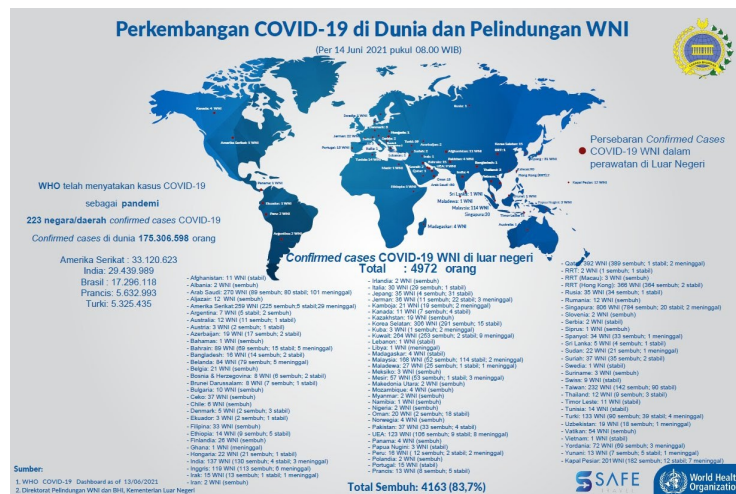 Perkembangan COVID-19 di Dunia dan Pelindungan WNI
(Per 14 Juni 2021 pukul 08.00 WIB)
Persebaran Confirmed Cases
COVID-19 WNI dalam
perawatan di Luar Negeri
WHO telah menyatakan kasus COVID-19
sebagai pandemi
223 negara/daerah confirmed cases COVID-19
Confirmed cases di dunia 175.306.598 orang
Amerika Serikat : 33.120.623
India: 29.439.989
Brasil : 17.296.118
Prancis: 5.632.993
Turki: 5.325.435
Sri Lanka: 1 WNI
Maladewa: 1 WNI
Malaysia:114 WNI
Singapura:20
Madagaskar: 4 WNI
Confirmed cases COVID-19 WNI di luar negeri
Total : 4972 orang
- Afghanistan: 11 WNI (stabil)
- Albania: 2 WNI (sembuh)
- Arab Saudi: 270 WNI (89 sembuh; 80 stabil; 101 meninggal)
- Aljazair: 12 WNI (sembuh)
- Amerika Serikat:259 WNI (225 sembuh;5 stabil;29 meninggal)
- Argentina: 7 WNI (5 stabil; 2 sembuh)
- Australia: 12 WNI (11 sembuh; 1 stabil)
- Austria: 3 WNI (2 sembuh; 1 stabil)
- Azerbaijan: 19 WNI (17 sembuh; 2 stabil)
- Bahamas: 1 WNI (sembuh)
- Bahrain: 89 WNI (69 sembuh; 15 stabil; 5 meninggal)
- Bangladesh: 16 WNI (14 sembuh; 2 stabil)
- Belanda: 84 WNI (79 sembuh; 5 meninggal)
- Belgia: 21 WNI (sembuh)
- Bosnia & Herzegovina: 8 WNI (6 sembuh; 2 stabil)
- Brunei Darussalam: 8 WNI (7 sembuh; 1 stabil)
- Bulgaria: 10 WNI (sembuh)
- Ceko: 37 WNI (sembuh)
- Chile: 6 WNI (sembuh)
- Denmark: 5 WNI (2 sembuh; 3 stabil)
- Ekuador: 3 WNI (2 sembuh; 1 stabil)
- Filipina: 33 WNI (sembuh)
- Ethiopia: 14 WNI (9 sembuh; 5 stabil)
- Finlandia: 26 WNI (sembuh)
- Ghana: 1 WNI (meninggal)
- Hongaria: 22 WNI (21 sembuh; 1 stabil)
- India: 137 WNI (130 sembuh; 4 stabil; 3 meninggal)
- Inggris: 119 WNI (113 sembuh; 6 meninggal)
- Irak: 15 WNI (13 sembuh; 1 stabil; 1 meninggal)
- Iran: 2 WNI (sembuh)
- Irlandia: 2 WNI (sembuh)
- Italia: 30 WNI (29 sembuh; 1 stabil)
- Jepang: 35 WNI (4 sembuh; 31 stabil)
- Jerman: 36 WNI (11 sembuh; 22 stabil; 3 meninggal)
- Kamboja: 21 WNI (19 sembuh; 2 meninggal)
- Kanada: 11 WNI (7 sembuh; 4 stabil)
- Kazakhstan: 19 WNI (sembuh)
- Korea Selatan: 306 WNI (291 sembuh; 15 stabil)
- Kuba: 3 WNI (1 sembuh; 2 meninggal)
- Kuwait: 264 WNI (253 sembuh; 2 stabil; 9 meninggal)
- Lebanon: 1 WNI (stabil)
- Libya: 1 WNI (meninggal)
- Madagaskar: 4 WNI (stabil)
- Malaysia: 168 WNI (52 sembuh; 114 stabil; 2 meninggal)
- Maladewa: 27 WNI (25 sembuh; 1 stabil; 1 meninggal)
- Meksiko: 3 WNI (sembuh)
- Mesir: 57 WNI (53 sembuh; 1 stabil; 3 meninggal)
- Makedonia Utara: 2 WNI (sembuh)
- Mozambique: 4 WNI (sembuh)
- Myanmar: 2 WNI (sembuh)
- Namibia: 1 WNI (sembuh)
- Nigeria: 2 WNI (sembuh)
- Oman: 20 WNI (2 sembuh; 18 stabil)
- Norwegia: 4 WNI (sembuh)
- Pakistan: 37 WNI (33 sembuh; 4 stabil)
- UEA: 123 WNI (106 sembuh; 9 stabil; 8 meninggal)
- Panama: 4 WNI (sembuh)
- Papua Nugini: 3 WNI (stabil)
- Peru: 16 WNI ( 12 sembuh; 2 stabil; 2 meninggal)
- Polandia: 2 WNI (sembuh)
- Portugal: 15 WNI (stabil)
- Prancis: 13 WNI (8 sembuh; 5 stabil)
- Qatar: 392 WNI (389 sembuh; 1 stabil; 2 meninggal)
- RRT: 2 WNI (1 sembuh; 1 stabil)
- RRT (Macau): 3 WNI (sembuh)
- RRT (Hong Kong): 366 WNI (364 sembuh; 2 stabil)
- Rusia: 35 WNI (34 sembuh; 1 stabil)
- Rumania: 12 WNI (sembuh)
- Singapura: 806 WNI (784 sembuh; 20 stabil; 2 meninggal)
- Slovenia: 2 WNI (sembuh)
- Serbia: 2 WNI (stabil)
- Siprus: 1 WNI (sembuh)
- Spanyol: 34 WNI (33 sembuh; 1 meninggal)
- Sri Lanka: 5 WNI (4 sembuh; 1 stabil)
- Sudan: 22 WNI (21 sembuh; 1 meninggal)
- Suriah: 37 WNI (35 sembuh; 2 stabil)
- Swedia: 1 WNI (stabil)
- Suriname: 3 WNI (sembuh)
- Swiss: 9 WNI (stabil)
- Taiwan: 232 WNI (142 sembuh; 90 stabil)
- Thailand: 12 WNI (9 sembuh; 3 stabil)
- Timor Leste: 11 WNI (stabil)
- Tunisia: 14 WNI (stabil)
- Turki: 133 WNI (90 sembuh; 39 stabil; 4 meninggal)
- Uzbekistan: 19 WNI (18 sembuh; 1 meninggal)
- Vatikan: 54 WNI (sembuh)
- Vietnam: 1 WNI (stabil)
- Yordania: 72 WNI (69 sembuh; 3 meninggal)
- Yunani: 13 WNI (7 sembuh; 5 stabil; 1 meninggal)
- Kapal Pesiar: 201 WNI (182 sembuh; 12 stabil; 7 meninggal)
Total Sembuh: 4163 (83,7%)
Sumber:
1. WHO COVID-19 Dashboard as of 13/06/2021
2. Direktorat Pelindungan WNI dan BHI, Kementerian Luar Negeri
SAFE
World Health
Organization